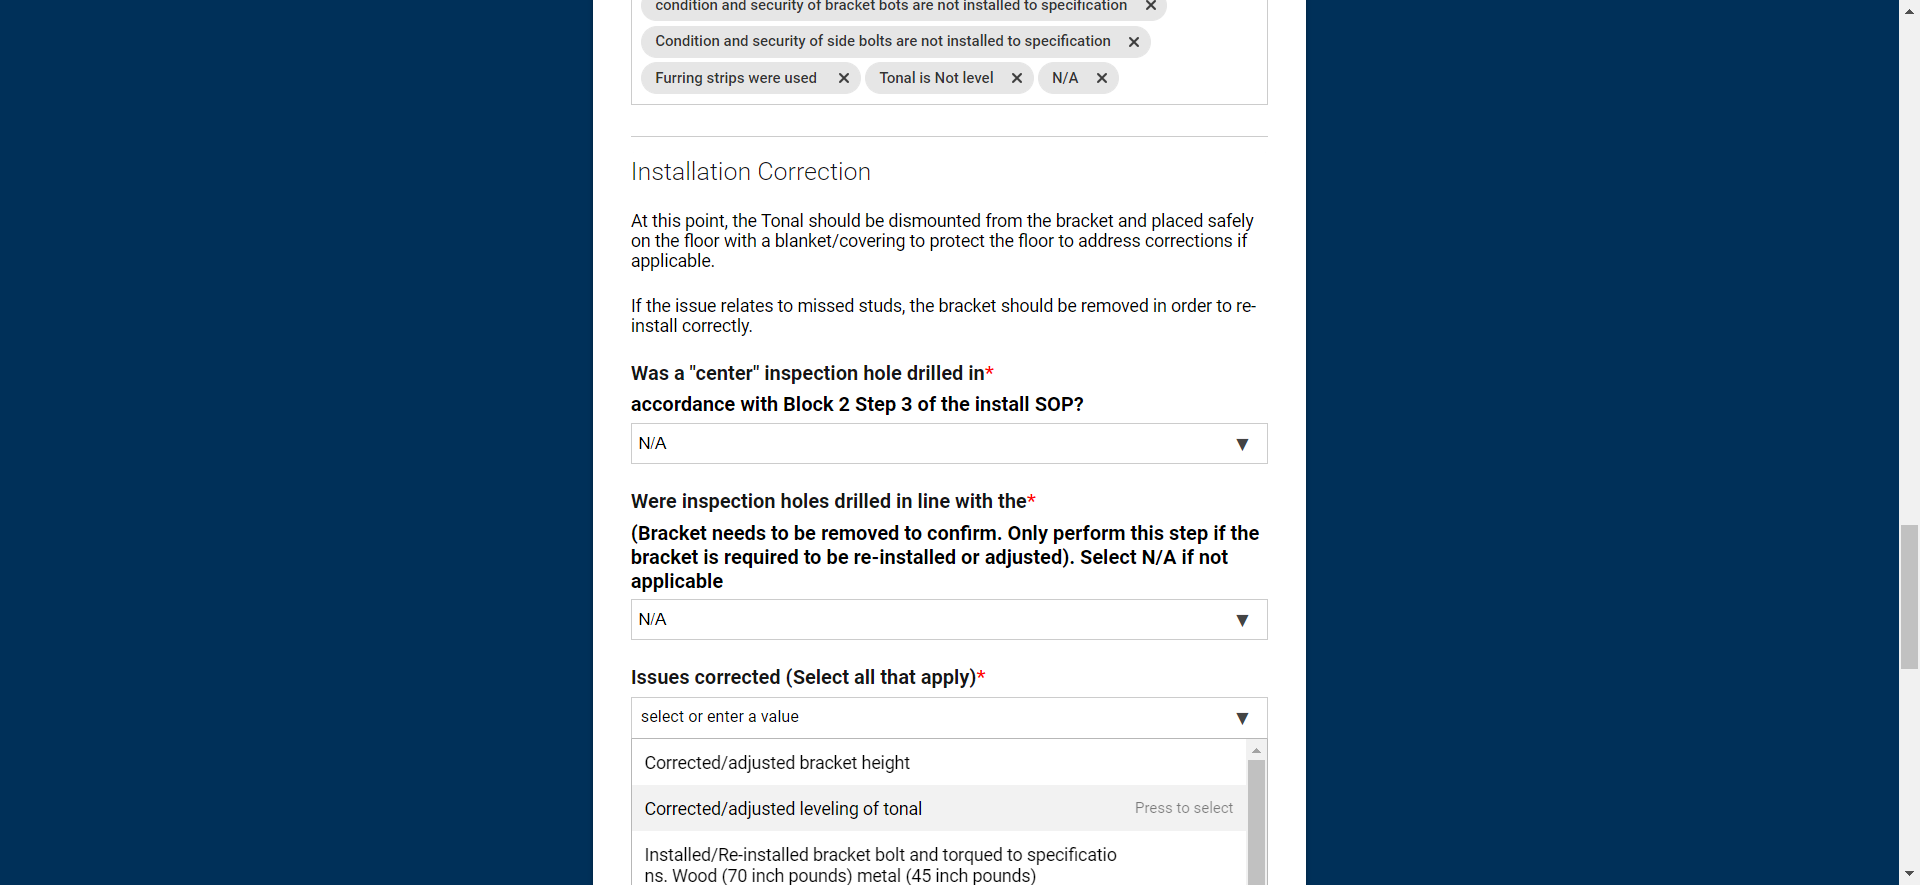 condition and security of bracket bots are not installed to specification ✕
Condition and security of side bolts are not installed to specification ✕
Furring strips were used ✕ Tonal is Not level ✕ N/A ✕
Installation Correction
At this point, the Tonal should be dismounted from the bracket and placed safely
on the floor with a blanket/covering to protect the floor to address corrections if
applicable.
If the issue relates to missed studs, the bracket should be removed in order to re-
install correctly.
Was a "center" inspection hole drilled in*
accordance with Block 2 Step 3 of the install SOP?
N/A
Were inspection holes drilled in line with the*
(Bracket needs to be removed to confirm. Only perform this step if the
bracket is required to be re-installed or adjusted). Select N/A if not
applicable
N/A
Issues corrected (Select all that apply)*
select or enter a value
Corrected/adjusted bracket height
Corrected/adjusted leveling of tonal Press to select
Installed/Re-installed bracket bolt and torqued to specificatio
ns. Wood (70 inch pounds) metal (45 inch pounds)